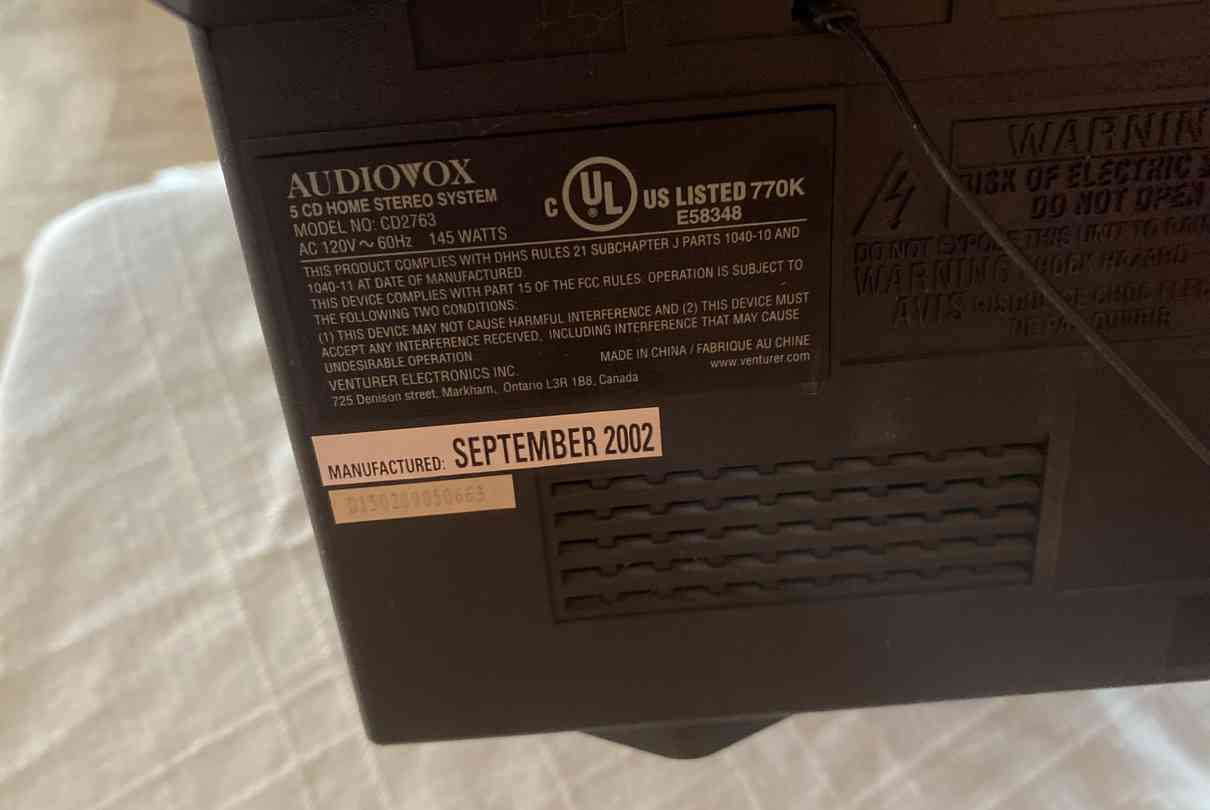 AUDIOVOX
5 CD HOME STEREO SYSTEM
MODEL NO: CD2763
AC 120V ~ 60Hz 145 WATTS
C UL ® US LISTED 770K
E58348
THIS PRODUCT COMPLIES WITH DHHS RULES 21 SUBCHAPTER J PARTS 1040-10 AND
1040-11 AT DATE OF MANUFACTURED.
THIS DEVICE COMPLIES WITH PART 15 OF THE FCC RULES. OPERATION IS SUBJECT TO
THE FOLLOWING TWO CONDITIONS:
(1) THIS DEVICE MAY NOT CAUSE HARMFUL INTERFERENCE AND (2) THIS DEVICE MUST
ACCEPT ANY INTERFERENCE RECEIVED, INCLUDING INTERFERENCE THAT MAY CAUSE
UNDESIRABLE OPERATION
MADE IN CHINA / FABRIQUE AU CHINE
VENTURER ELECTRONICS INC.
www.venturer.com
725 Denison street, Markham, Ontario L3R 1B8, Canada
MANUFACTURED: SEPTEMBER 2002
D150209050663
WARNIN
RISK OF ELECTRIC S
DO NOT OPEN
DO NOT EXPOSE THIS UNIT TO RAIN
WARNING SHOCK HAZARD
AVIS